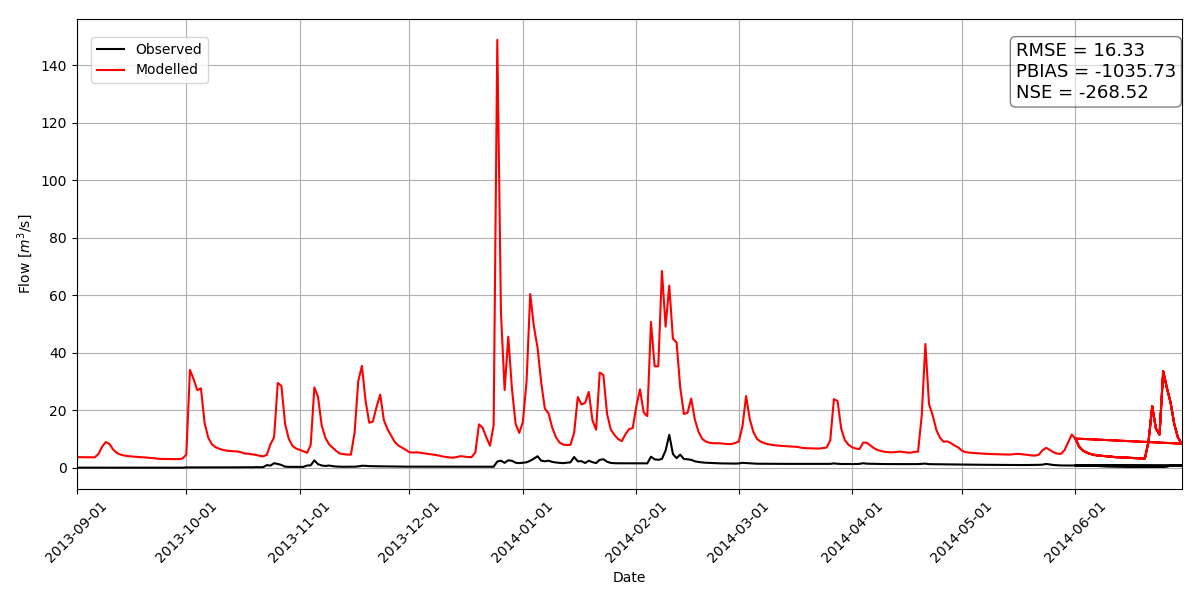 Observed
Modelled
RMSE = 16.33
PBIAS = -1035.73
NSE = -268.52
140
120
100
80
60
40
20
0
Flow [m³/s]
2013-09-01
2013-10-01
2013-11-01
2013-12-01
2014-01-01
2014-02-01
2014-03-01
2014-04-01
2014-05-01
2014-06-01
Date